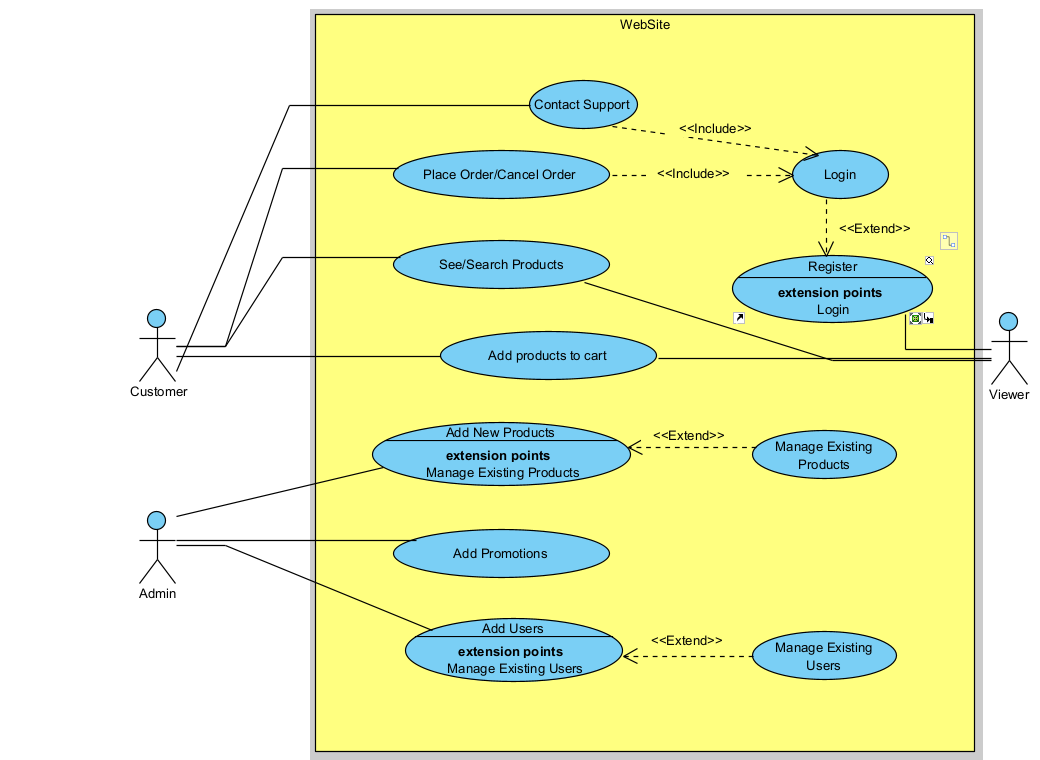 WebSite
Contact Support
<<Include>>
Place Order/Cancel Order
<<Include>>
Login
<<Extend>>
See/Search Products
Register
extension points
Login
Customer
Add products to cart
Viewer
Add New Products
extension points
Manage Existing Products
<<Extend>>
Manage Existing
Products
Admin
Add Promotions
Add Users
extension points
Manage Existing Users
<<Extend>>
Manage Existing
Users